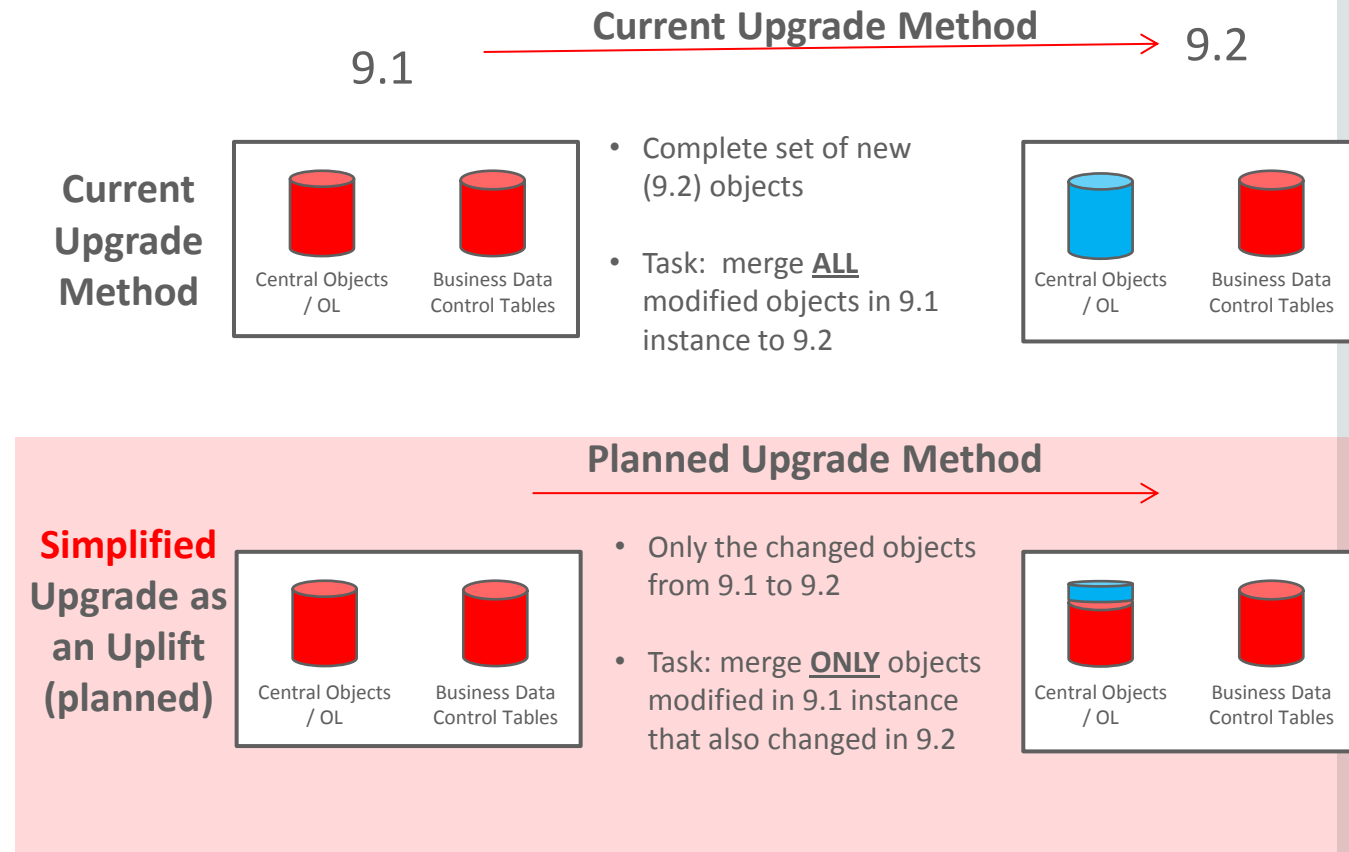 Current Upgrade Method
9.1
9.2
Current
Upgrade
Method
Central Objects
/ OL
Business Data
Control Tables
• Complete set of new
(9.2) objects
• Task: merge ALL
modified objects in 9.1
instance to 9.2
Central Objects
/ OL
Business Data
Control Tables
Planned Upgrade Method
Simplified
Upgrade as
an Uplift
(planned)
Central Objects
/ OL
Business Data
Control Tables
• Only the changed objects
from 9.1 to 9.2
• Task: merge ONLY objects
modified in 9.1 instance
that also changed in 9.2
Central Objects
/ OL
Business Data
Control Tables